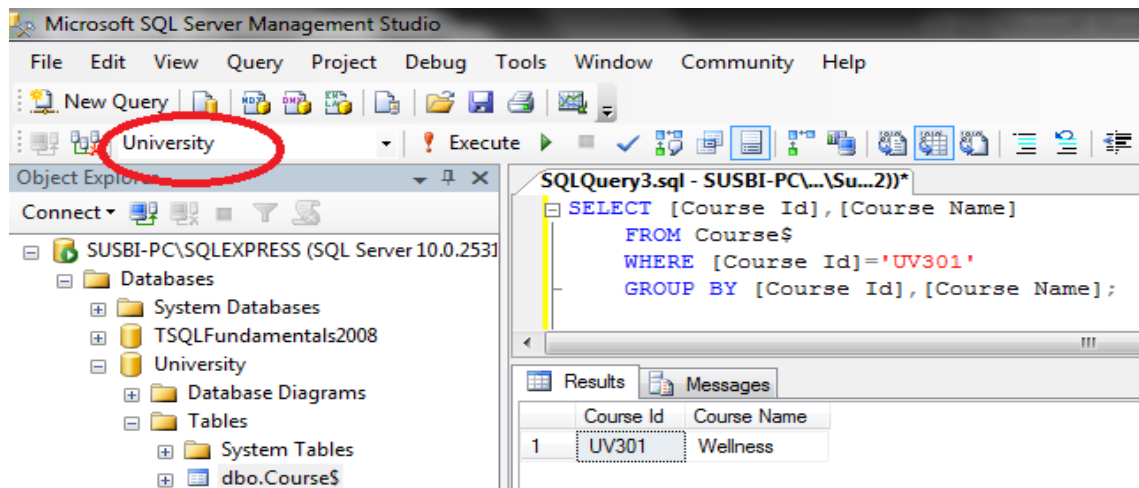 Microsoft SQL Server Management Studio
File Edit View Query Project Debug Tools Window Community Help
New Query
University Execute
Object Explorer
Connect
SUSBI-PC\SQLEXPRESS (SQL Server 10.0.2531
Databases
System Databases
TSQLFundamentals2008
University
Database Diagrams
Tables
System Tables
dbo.Course$
SQLQuery3.sql - SUSBI-PC\...\Su...2))*
SELECT [Course Id],[Course Name]
FROM Course$
WHERE [Course Id]='UV301'
GROUP BY [Course Id],[Course Name];
Results Messages
Course Id Course Name
1 UV301 Wellness